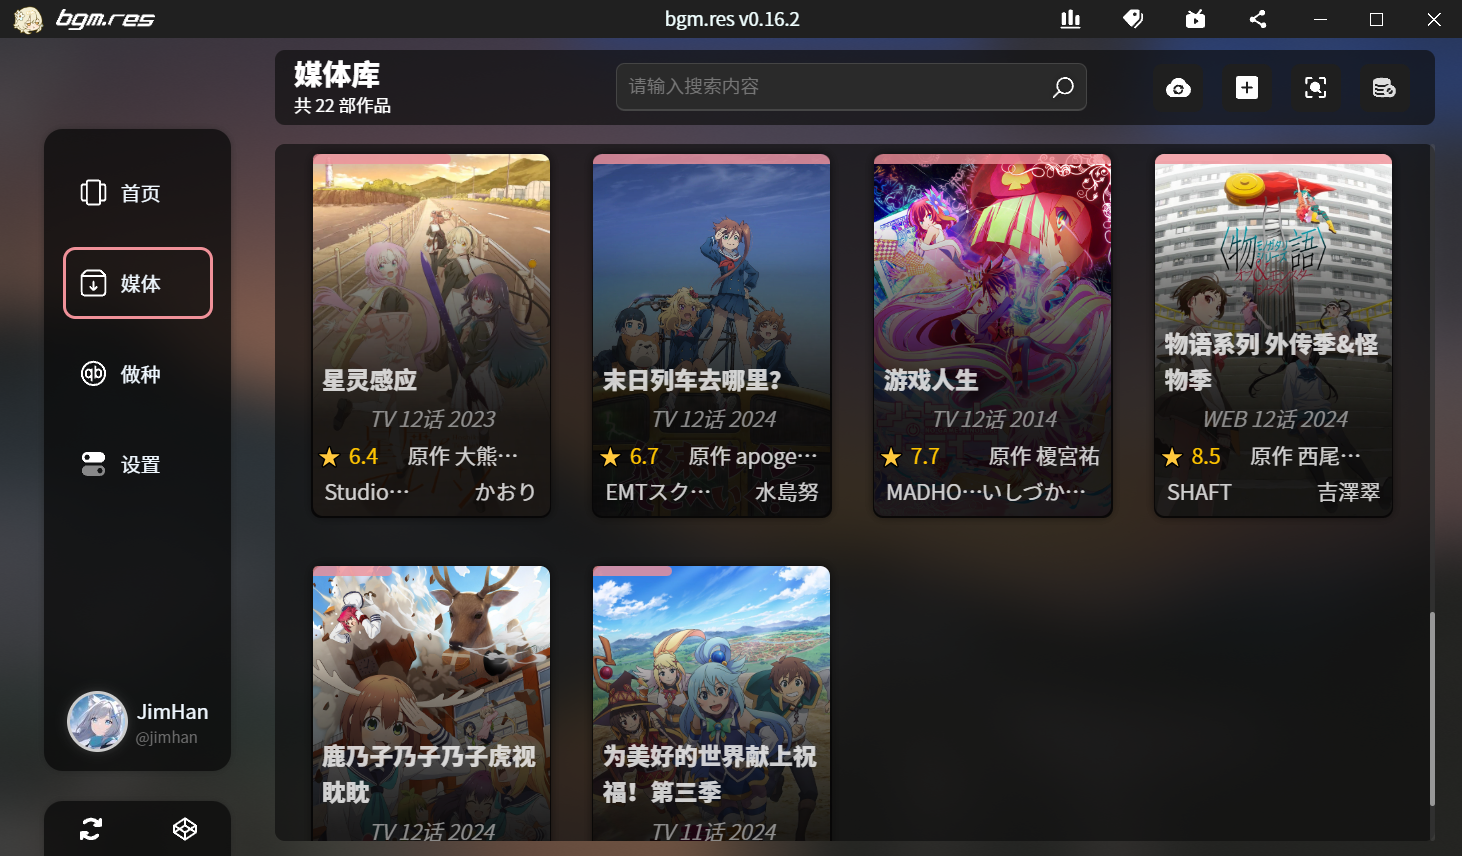 bgm.res
bgm.res v0.16.2
媒体库
共 22 部作品
请输入搜索内容
首页
媒体
做种
设置
JimHan
@jimhan
星灵感应
TV 12话 2023
6.4 原作 大熊…
Studio… かおり
末日列车去哪里?
TV 12话 2024
6.7 原作 apoge…
EMTスク… 水島努
游戏人生
TV 12话 2014
7.7 原作 榎宮祐
MADHO…いしづか…
物語
物语系列 外传季&怪
物季
WEB 12话 2024
8.5 原作 西尾…
SHAFT 吉澤翠
鹿乃子乃子乃子虎视
眈眈
TV 12话 2024
为美好的世界献上祝
福！第三季
TV 11话 2024